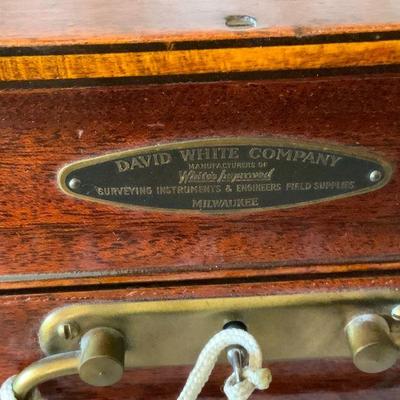 DAVID WHITE COMPANY
MANUFACTURERS OF
White's Improved
SURVEYING INSTRUMENTS & ENGINEERS FIELD SUPPLIES
MILWAUKEE